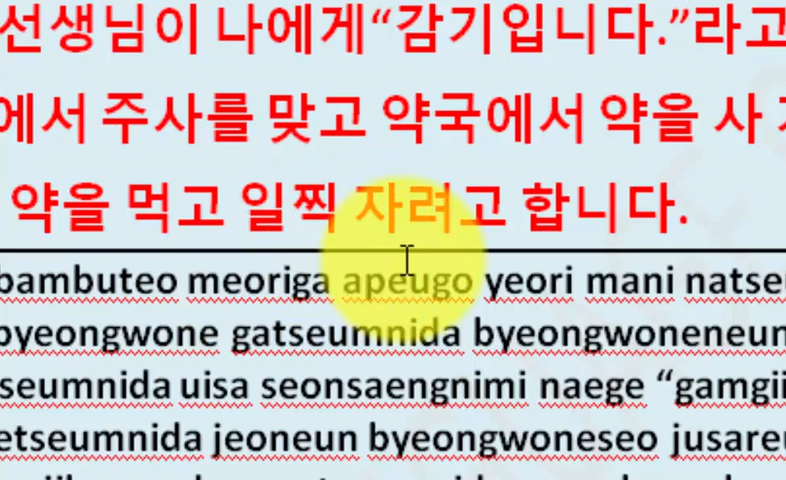 선생님이 나에게“감기입니다.”라고
에서 주사를 맞고 약국에서 약을 사
약을 먹고 일찍 자려고 합니다.
bambuteo meoriga apeugo yeori mani natseu
byeongwone gatseumnida byeongwoneneun
seumnida uisa seonsaengnimi naege “gamgii
etseumnida jeoneun byeongwoneseo jusareu